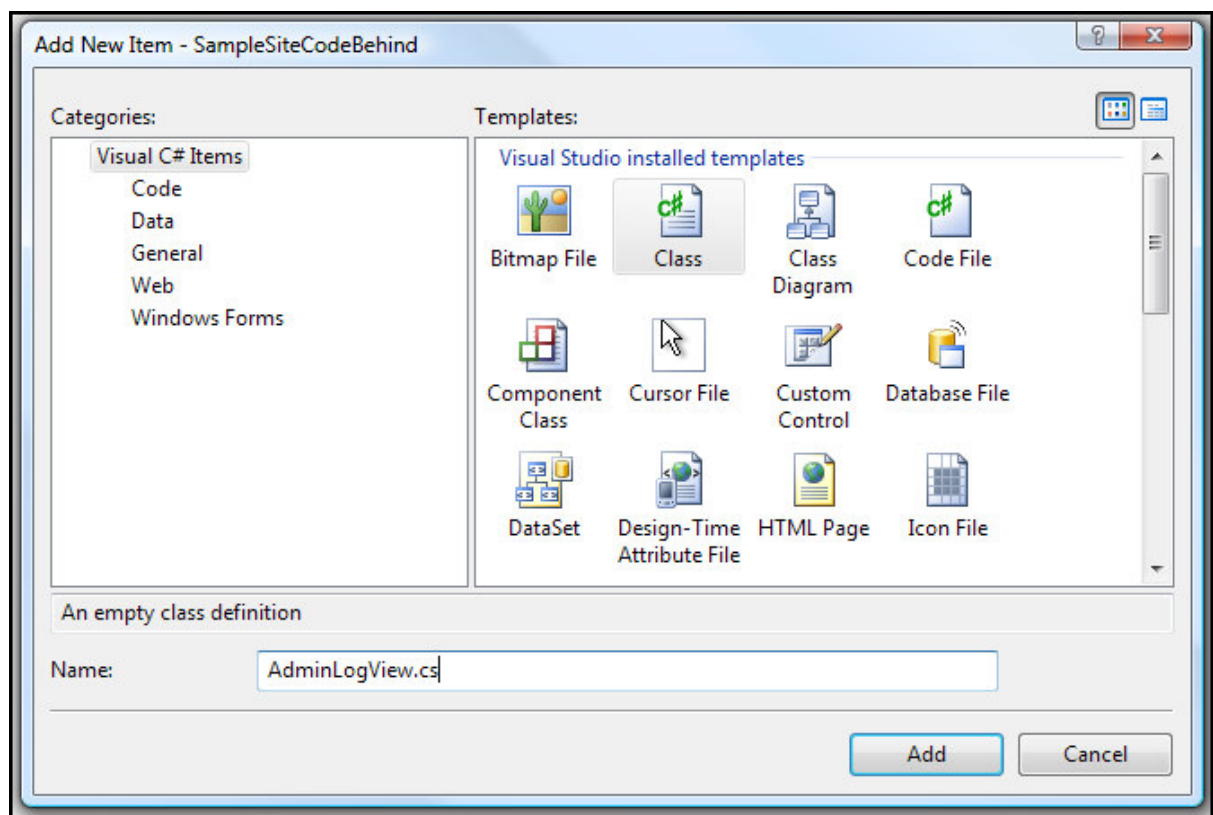 Add New Item - SampleSiteCodeBehind
Categories:
Templates:
Visual C# Items
Code
Data
General
Web
Windows Forms
Visual Studio installed templates
Bitmap File
Class
Class
Diagram
Code File
Component
Class
Cursor File
Custom
Control
Database File
DataSet
Design-Time
Attribute File
HTML Page
Icon File
An empty class definition
Name:
AdminLogView.cs
Add
Cancel